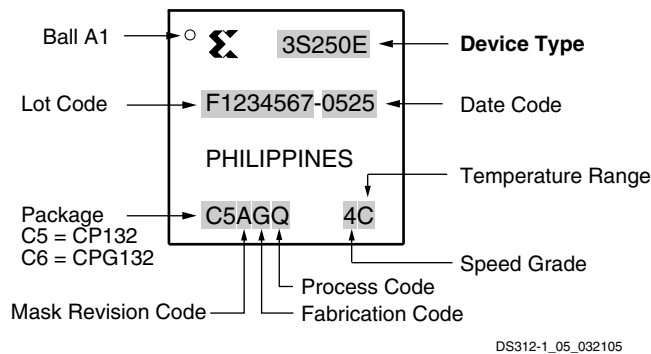 Ball A1
3S250E
Device Type
Lot Code
F1234567-0525
Date Code
PHILIPPINES
Temperature Range
Package
C5 = CP132
C6 = CPG132
C5AGQ
4C
Speed Grade
Process Code
Mask Revision Code
Fabrication Code
DS312-1_05_032105